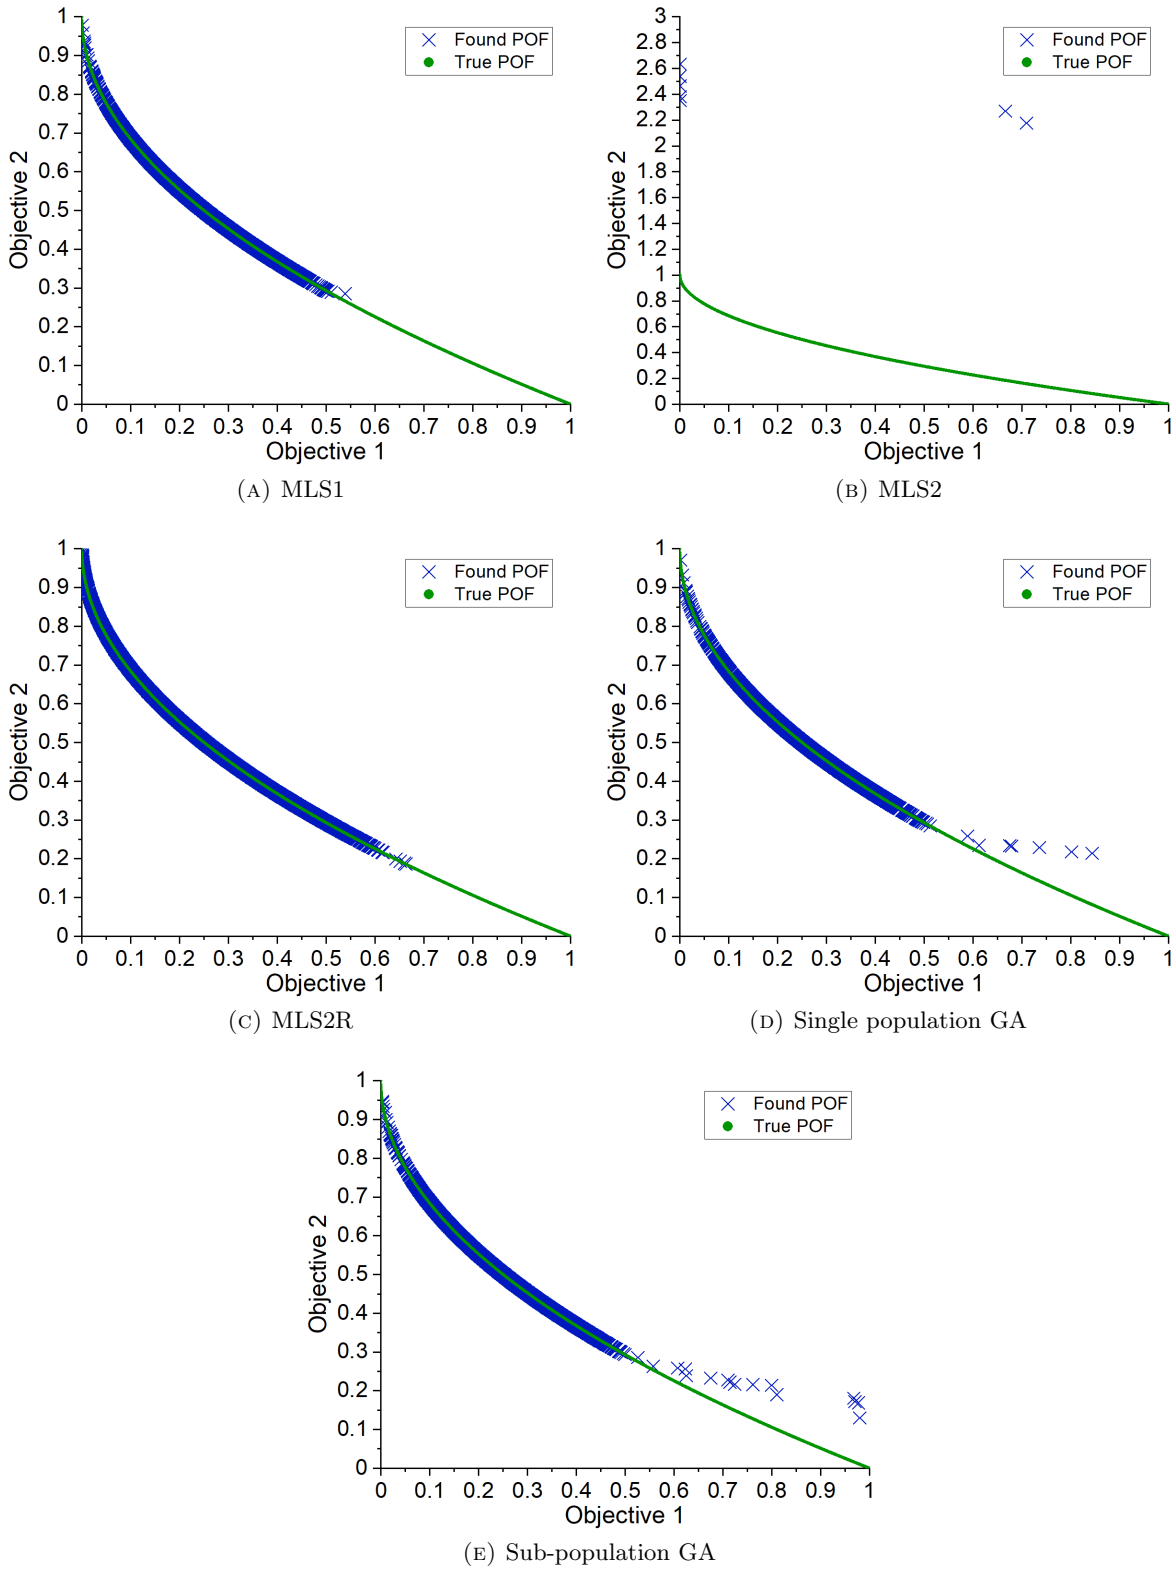 1
0.9
0.8
0.7
0.6
0.5
0.4
0.3
0.2
0.1
0
Objective 2
0 0.1 0.2 0.3 0.4 0.5 0.6 0.7 0.8 0.9 1
Objective 1
Found POF
True POF
(A) MLS1
3
2.8
2.6
2.4
2.2
2
1.8
1.6
1.4
1.2
1
0.8
0.6
0.4
0.2
0
Objective 2
0 0.1 0.2 0.3 0.4 0.5 0.6 0.7 0.8 0.9 1
Objective 1
Found POF
True POF
(B) MLS2
1
0.9
0.8
0.7
0.6
0.5
0.4
0.3
0.2
0.1
0
Objective 2
0 0.1 0.2 0.3 0.4 0.5 0.6 0.7 0.8 0.9 1
Objective 1
Found POF
True POF
(C) MLS2R
1
0.9
0.8
0.7
0.6
0.5
0.4
0.3
0.2
0.1
0
Objective 2
0 0.1 0.2 0.3 0.4 0.5 0.6 0.7 0.8 0.9 1
Objective 1
Found POF
True POF
(D) Single population GA
1
0.9
0.8
0.7
0.6
0.5
0.4
0.3
0.2
0.1
0
Objective 2
0 0.1 0.2 0.3 0.4 0.5 0.6 0.7 0.8 0.9 1
Objective 1
Found POF
True POF
(E) Sub-population GA